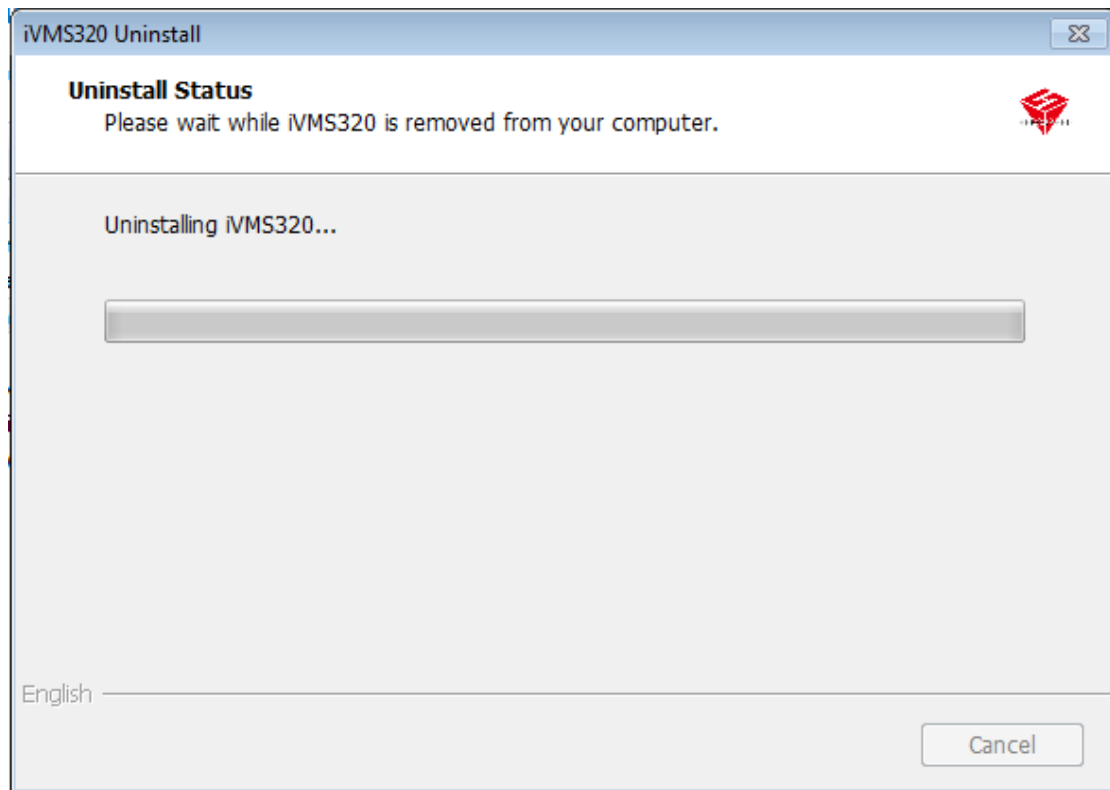 iVMS320 Uninstall
Uninstall Status
Please wait while iVMS320 is removed from your computer.
Uninstalling iVMS320...
English
Cancel